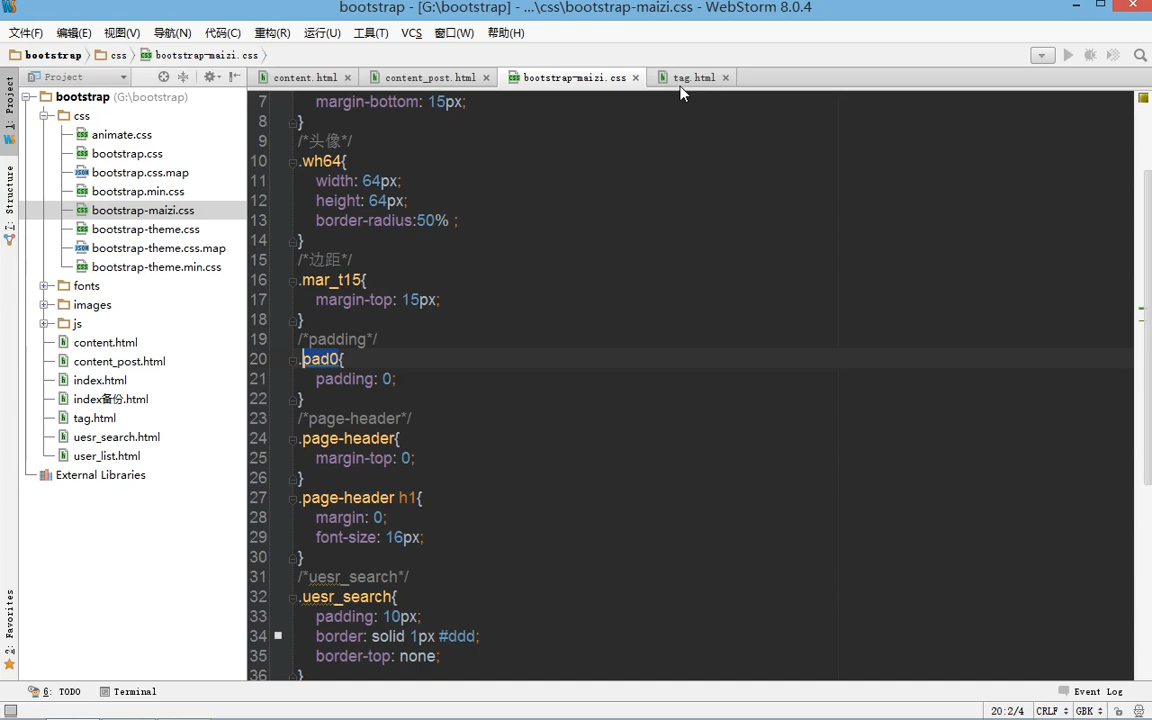 bootstrap - [G:\bootstrap] - ...\css\bootstrap-maizi.css - WebStorm 8.0.4
文件(F) 编辑(E) 视图(V) 导航(N) 代码(C) 重构(R) 运行(U) 工具(T) VCS 窗口(W) 帮助(H)
bootstrap css bootstrap-maizi.css
Project
content.html content_post.html bootstrap-maizi.css tag.html
1: Project
7: Structure
2: Favorites
bootstrap (G:\bootstrap)
css
animate.css
bootstrap.css
bootstrap.css.map
bootstrap.min.css
bootstrap-maizi.css
bootstrap-theme.css
bootstrap-theme.css.map
bootstrap-theme.min.css
fonts
images
js
content.html
content_post.html
index.html
index备份.html
tag.html
uesr_search.html
user_list.html
External Libraries
7 margin-bottom: 15px;
8 }
9 /*头像*/
10 .wh64{
11 width: 64px;
12 height: 64px;
13 border-radius:50% ;
14 }
15 /*边距*/
16 .mar_t15{
17 margin-top: 15px;
18 }
19 /*padding*/
20 .pad0{
21 padding: 0;
22 }
23 /*page-header*/
24 .page-header{
25 margin-top: 0;
26 }
27 .page-header h1{
28 margin: 0;
29 font-size: 16px;
30 }
31 /*uesr_search*/
32 .uesr_search{
33 padding: 10px;
34 border: solid 1px #ddd;
35 border-top: none;
36 }
6: TODO Terminal Event Log
20:2/4 CRLF GBK